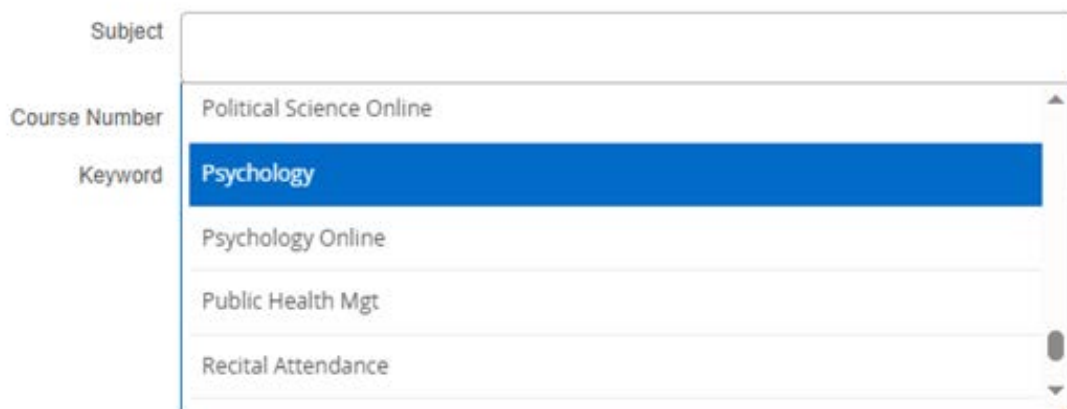 Subject
Course Number
Political Science Online
Keyword
Psychology
Psychology Online
Public Health Mgt
Recital Attendance